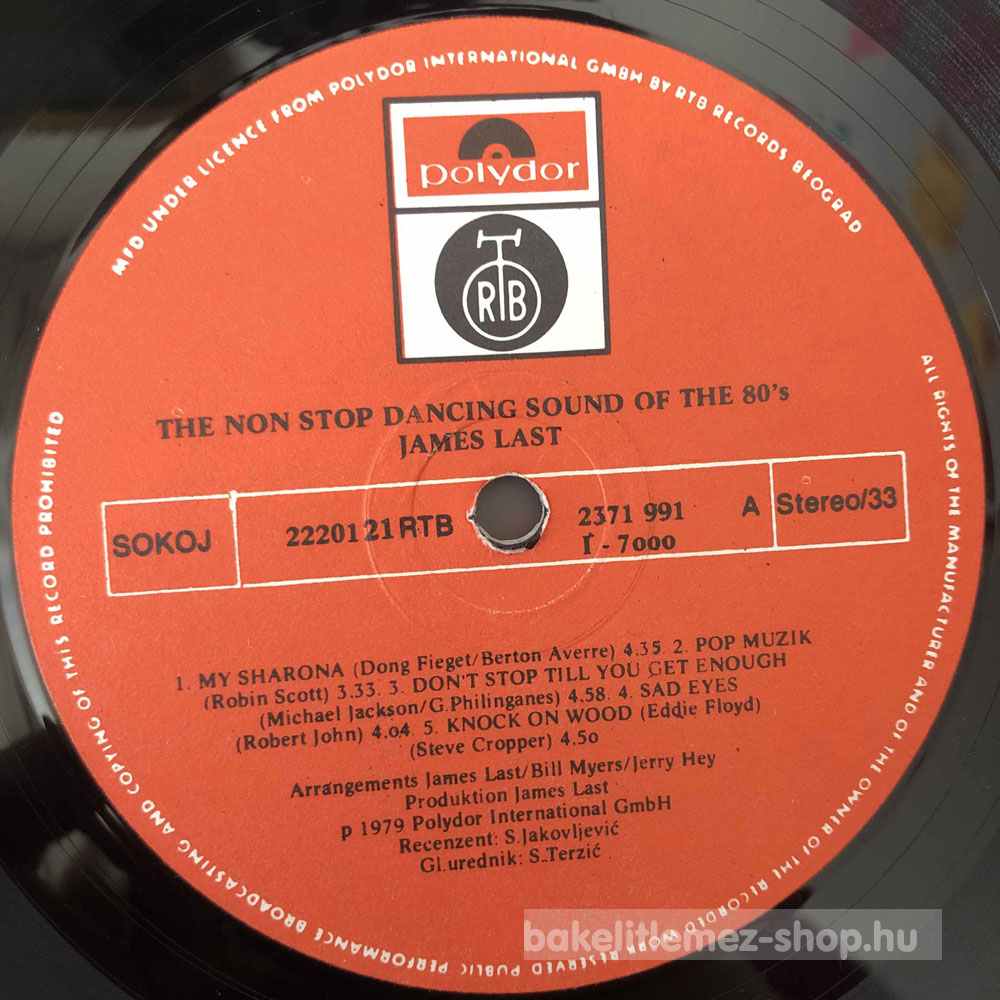 MFD UNDER LICENCE FROM POLYDOR INTERNATIONAL GMBH BY RTB RECORDS BEOGRAD
polydor
RTB
THE NON STOP DANCING SOUND OF THE 80's
JAMES LAST
SOKOJ
2220121 RTB
2371 991
I - 7000
A
Stereo/33
1. MY SHARONA (Dong Fieget/Berton Averre) 4.35. 2. POP MUZIK
(Robin Scott) 3.33. 3. DON'T STOP TILL YOU GET ENOUGH
(Michael Jackson/G.Philinganes) 4.58. 4. SAD EYES
(Robert John) 4.04. 5. KNOCK ON WOOD (Eddie Floyd)
(Steve Cropper) 4.50
Arrangements James Last/Bill Myers/Jerry Hey
Produktion James Last
p 1979 Polydor International GmbH
Recenzent: S.Jakovljević
Gl.urednik: S.Terzić
ALL RIGHTS OF THE MANUFACTURER AND OF THE OWNER OF THE RECORDED WORK RESERVED PUBLIC PERFORMANCE BROADCASTING AND COPYING OF THIS RECORD PROMIBITED
bakelitlemez-shop.hu